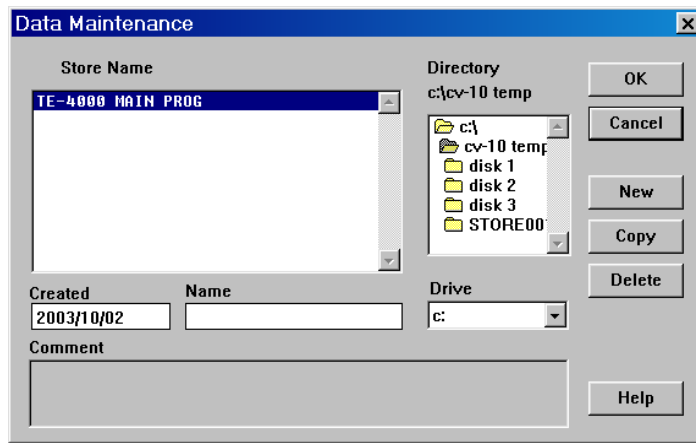 Data Maintenance
Store Name
TE-4000 MAIN PROG
Directory
c:\cv-10 temp
c:\
cv-10 temp
disk 1
disk 2
disk 3
STORE00
OK
Cancel
New
Copy
Delete
Created
2003/10/02
Name
Drive
c:
Comment
Help